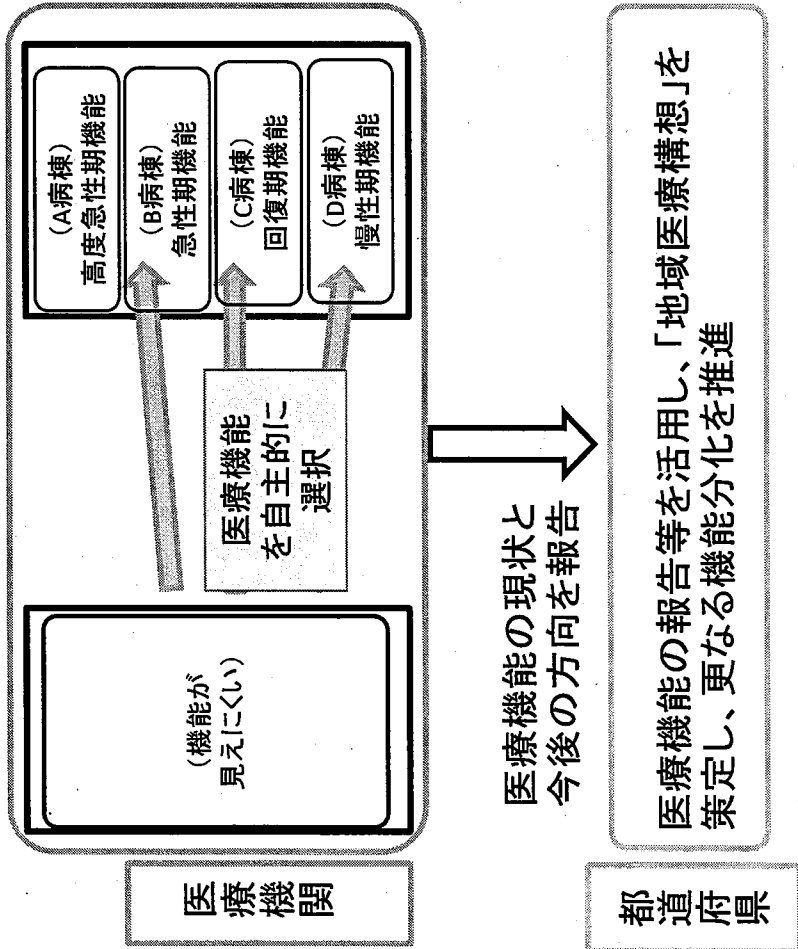 医療機関
(機能が
見えにくい)
医療機能
を自主的に
選択
(A病棟)
高度急性期機能
(B病棟)
急性期機能
(C病棟)
回復期機能
(D病棟)
慢性期機能
医療機能の現状と
今後の方向を報告
都道府県
医療機能の報告等を活用し、「地域医療構想」を
策定し、更なる機能分化を推進